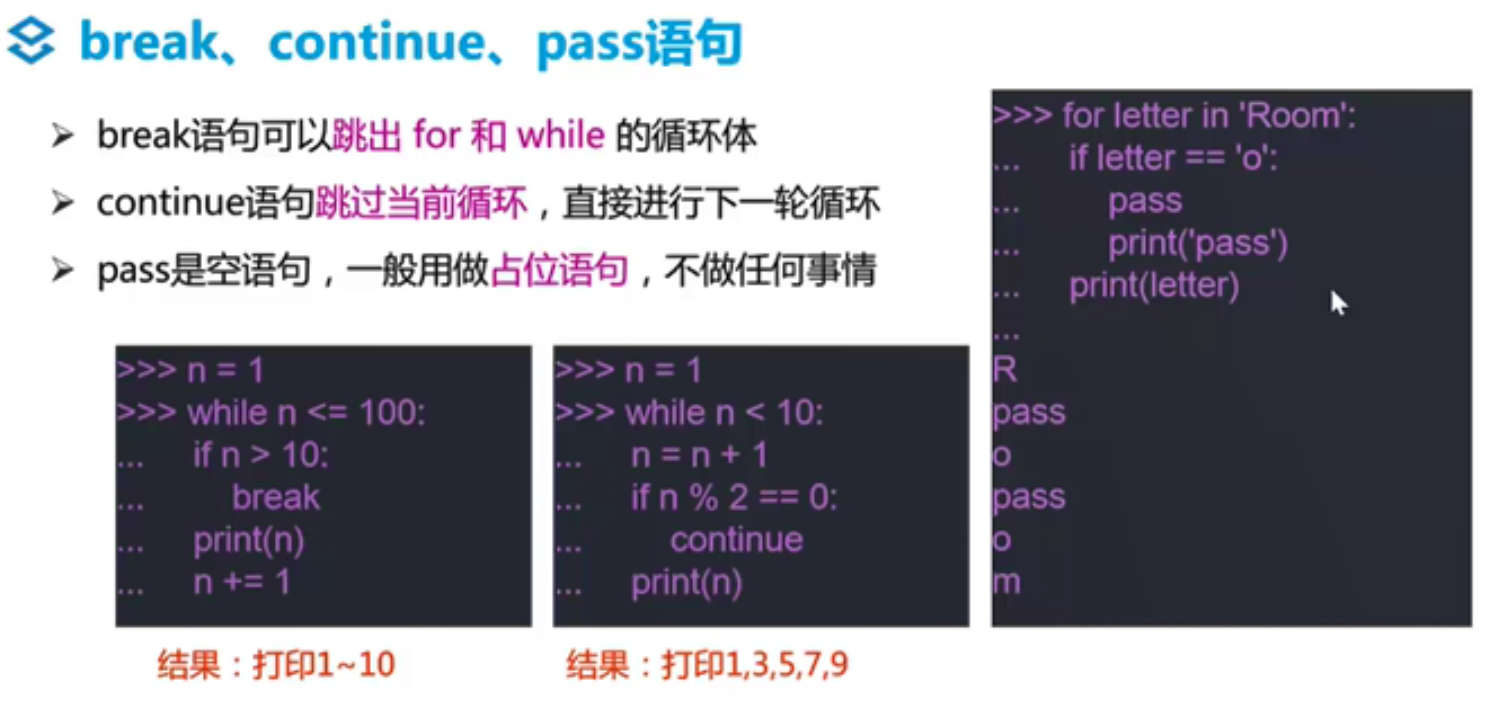 break、continue、pass语句
break语句可以跳出 for 和 while 的循环体
continue语句跳过当前循环，直接进行下一轮循环
pass是空语句，一般用做占位语句，不做任何事情
>>> n = 1
>>> while n <= 100:
... if n > 10:
... break
... print(n)
... n += 1
结果：打印1~10
>>> n = 1
>>> while n < 10:
... n = n + 1
... if n % 2 == 0:
... continue
... print(n)
结果：打印1,3,5,7,9
>>> for letter in 'Room':
... if letter == 'o':
... pass
... print('pass')
... print(letter)
...
R
pass
o
pass
o
m